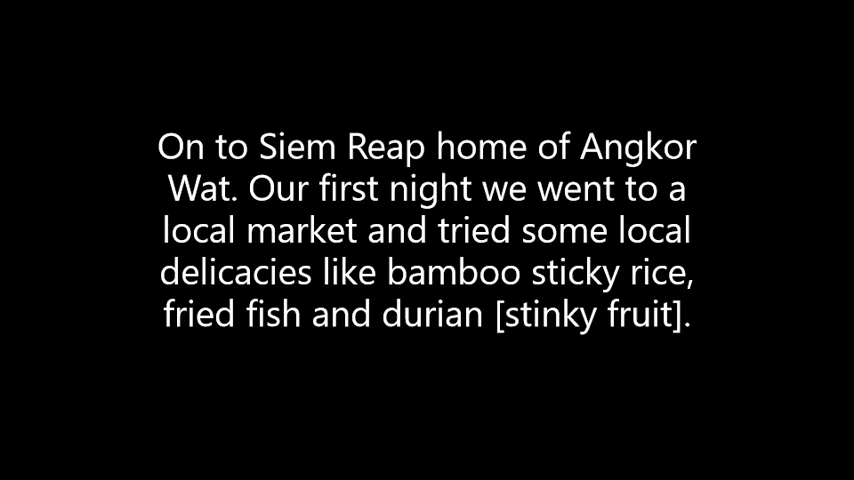 On to Siem Reap home of Angkor
Wat. Our first night we went to a
local market and tried some local
delicacies like bamboo sticky rice,
fried fish and durian [stinky fruit].